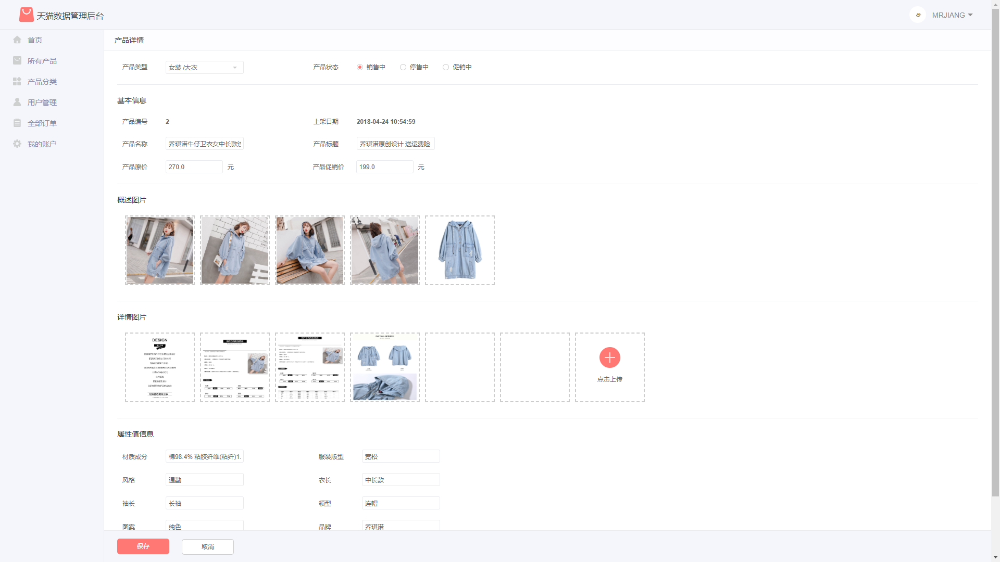 天猫数据管理后台
MRJIANG
首页
所有产品
产品分类
用户管理
全部订单
我的账户
产品详情
产品类型 女装 /大衣 产品状态 销售中 停售中 促销中
基本信息
产品编号 2 上架日期 2018-04-24 10:54:59
产品名称 乔琪诺牛仔卫衣女中长款 产品标题 乔琪诺原创设计 送运费险
产品原价 270.0 元 产品促销价 199.0 元
概述图片
详情图片
DESIGN
点击上传
属性值信息
材质成分 棉98.4% 粘胶纤维(粘纤)1. 服装版型 宽松
风格 通勤 衣长 中长款
袖长 长袖 领型 连帽
图案 纯色 品牌 乔琪诺
保存 取消